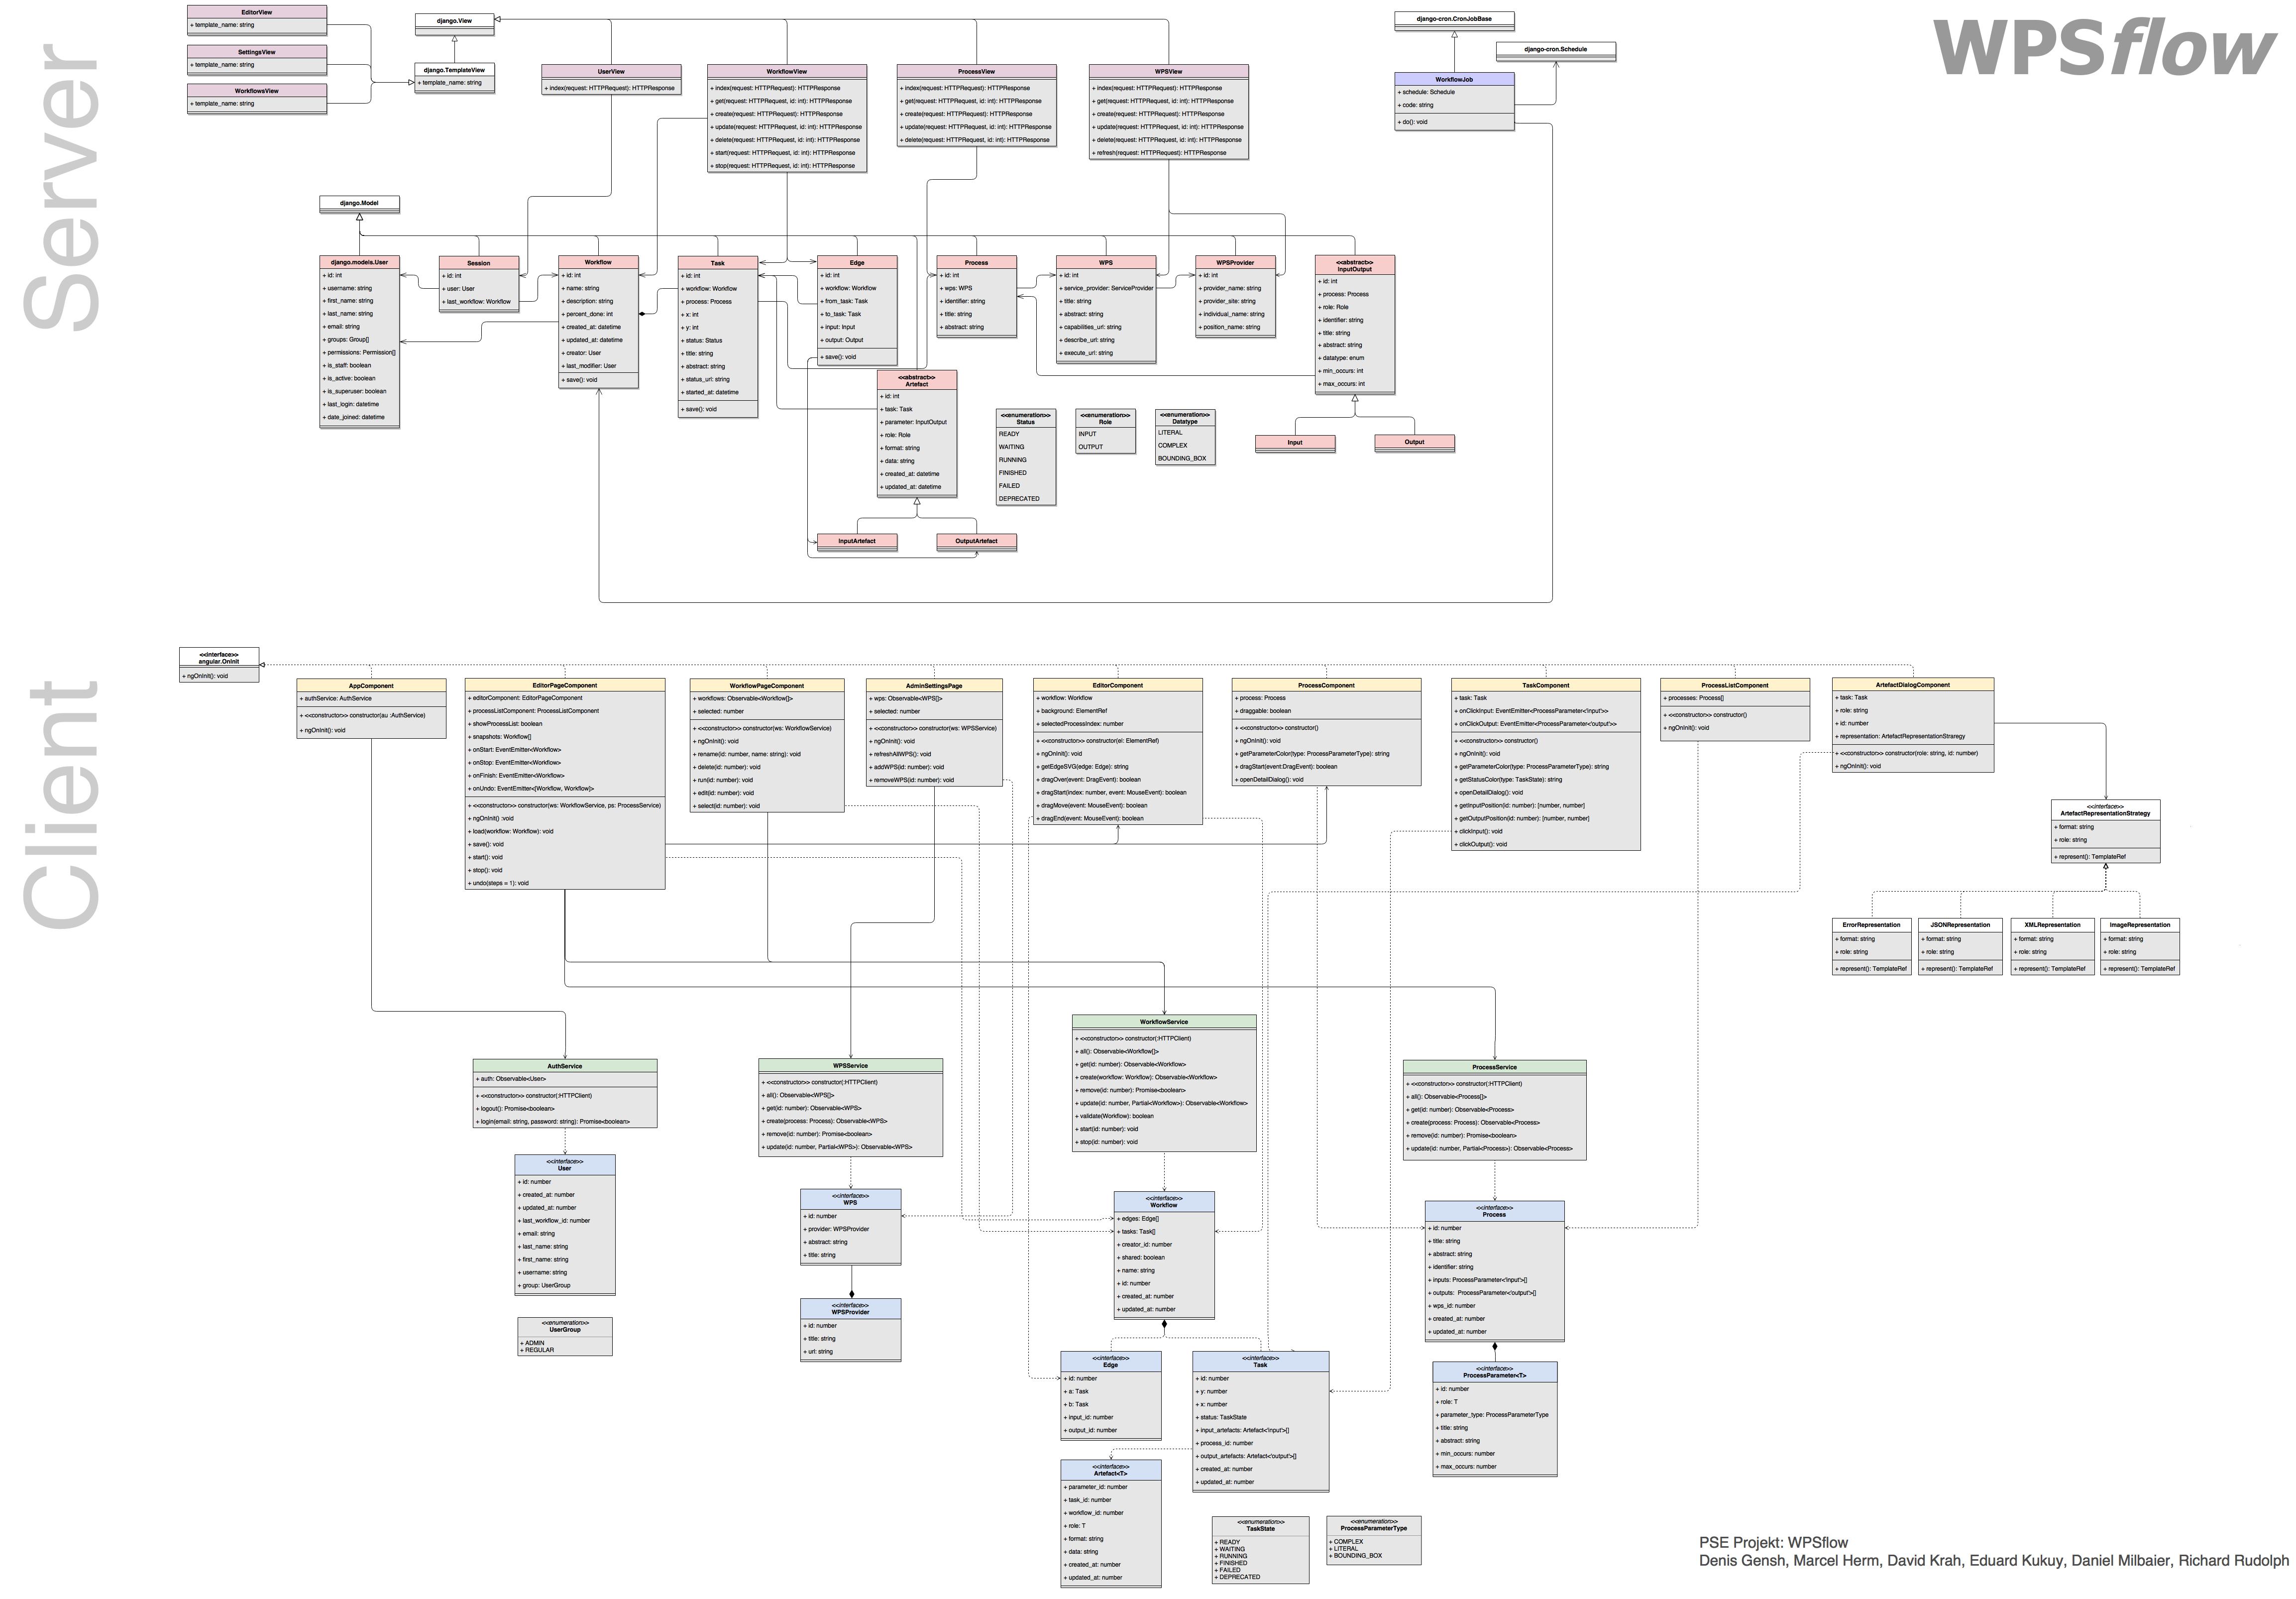 Server
WPSflow
EditorView
+ template_name: string
SettingsView
+ template_name: string
WorkflowsView
+ template_name: string
django.View
django.TemplateView
+ template_name: string
UserView
+ index(request: HTTPRequest): HTTPResponse
WorkflowView
+ index(request: HTTPRequest): HTTPResponse
+ get(request: HTTPRequest, id: int): HTTPResponse
+ create(request: HTTPRequest): HTTPResponse
+ update(request: HTTPRequest, id: int): HTTPResponse
+ delete(request: HTTPRequest, id: int): HTTPResponse
+ start(request: HTTPRequest, id: int): HTTPResponse
+ stop(request: HTTPRequest, id: int): HTTPResponse
ProcessView
+ index(request: HTTPRequest): HTTPResponse
+ get(request: HTTPRequest, id: int): HTTPResponse
+ create(request: HTTPRequest): HTTPResponse
+ update(request: HTTPRequest, id: int): HTTPResponse
+ delete(request: HTTPRequest, id: int): HTTPResponse
WPSView
+ index(request: HTTPRequest): HTTPResponse
+ get(request: HTTPRequest, id: int): HTTPResponse
+ create(request: HTTPRequest): HTTPResponse
+ update(request: HTTPRequest, id: int): HTTPResponse
+ delete(request: HTTPRequest, id: int): HTTPResponse
+ refresh(request: HTTPRequest): HTTPResponse
django-cron.CronJobBase
django-cron.Schedule
WorkflowJob
+ schedule: Schedule
+ code: string
+ do(): void
django.Model
django.models.User
+ id: int
+ username: string
+ first_name: string
+ last_name: string
+ email: string
+ groups: Group[]
+ permissions: Permission[]
+ is_staff: boolean
+ is_active: boolean
+ is_superuser: boolean
+ last_login: datetime
+ date_joined: datetime
Session
+ id: int
+ user: User
+ last_workflow: Workflow
Workflow
+ id: int
+ name: string
+ description: string
+ percent_done: int
+ created_at: datetime
+ updated_at: datetime
+ creator: User
+ last_modifier: User
+ save(): void
Task
+ id: int
+ workflow: Workflow
+ process: Process
+ x: int
+ y: int
+ status: Status
+ title: string
+ abstract: string
+ status_url: string
+ started_at: datetime
+ save(): void
Edge
+ id: int
+ workflow: Workflow
+ from_task: Task
+ to_task: Task
+ input: Input
+ output: Output
+ save(): void
Process
+ id: int
+ wps: WPS
+ identifier: string
+ title: string
+ abstract: string
WPS
+ id: int
+ service_provider: ServiceProvider
+ title: string
+ abstract: string
+ capabilities_url: string
+ describe_url: string
+ execute_url: string
WPSProvider
+ id: int
+ provider_name: string
+ provider_site: string
+ individual_name: string
+ position_name: string
<<abstract>>
InputOutput
+ id: int
+ process: Process
+ role: Role
+ identifier: string
+ title: string
+ abstract: string
+ datatype: enum
+ min_occurs: int
+ max_occurs: int
<<abstract>>
Artefact
+ id: int
+ task: Task
+ parameter: InputOutput
+ role: Role
+ format: string
+ data: string
+ created_at: datetime
+ updated_at: datetime
<<enumeration>>
Status
READY
WAITING
RUNNING
FINISHED
FAILED
DEPRECATED
<<enumeration>>
Role
INPUT
OUTPUT
<<enumeration>>
Datatype
LITERAL
COMPLEX
BOUNDING_BOX
Input
Output
InputArtefact
OutputArtefact
Client
<<interface>>
angular.OnInit
+ ngOnInit(): void
AppComponent
+ authService: AuthService
+ <<constructor>> constructor(au :AuthService)
+ ngOnInit(): void
EditorPageComponent
+ editorComponent: EditorPageComponent
+ processListComponent: ProcessListComponent
+ showProcessList: boolean
+ snapshots: Workflow[]
+ onStart: EventEmitter<Workflow>
+ onStop: EventEmitter<Workflow>
+ onFinish: EventEmitter<Workflow>
+ onUndo: EventEmitter<[Workflow, Workflow]>
+ <<constructor>> constructor(ws: WorkflowService, ps: ProcessService)
+ ngOnInit() :void
+ load(workflow: Workflow): void
+ save(): void
+ start(): void
+ stop(): void
+ undo(steps = 1): void
WorkflowPageComponent
+ workflows: Observable<Workflow[]>
+ selected: number
+ <<constructor>> constructor(ws: WorkflowService)
+ ngOnInit(): void
+ rename(id: number, name: string): void
+ delete(id: number): void
+ run(id: number): void
+ edit(id: number): void
+ select(id: number): void
AdminSettingsPage
+ wps: Observable<WPS[]>
+ selected: number
+ <<constructor>> constructor(ws: WPSService)
+ ngOnInit(): void
+ refreshAllWPS(): void
+ addWPS(id: number): void
+ removeWPS(id: number): void
EditorComponent
+ workflow: Workflow
+ background: ElementRef
+ selectedProcessIndex: number
+ <<constructor>> constructor(el: ElementRef)
+ ngOnInit(): void
+ getEdgeSVG(edge: Edge): string
+ dragOver(event: DragEvent): boolean
+ dragStart(index: number, event: MouseEvent): boolean
+ dragMove(event: MouseEvent): boolean
+ dragEnd(event: MouseEvent): boolean
ProcessComponent
+ process: Process
+ draggable: boolean
+ <<constructor>> constructor()
+ ngOnInit(): void
+ getParameterColor(type: ProcessParameterType): string
+ dragStart(event:DragEvent): boolean
+ openDetailDialog(): void
TaskComponent
+ task: Task
+ onClickInput: EventEmitter<ProcessParameter<'input'>>
+ onClickOutput: EventEmitter<ProcessParameter<'output'>>
+ <<constructor>> constructor()
+ ngOnInit(): void
+ getParameterColor(type: ProcessParameterType): string
+ getStatusColor(type: TaskState): string
+ openDetailDialog(): void
+ getInputPosition(id: number): [number, number]
+ getOutputPosition(id: number): [number, number]
+ clickInput(): void
+ clickOutput(): void
ProcessListComponent
+ processes: Process[]
+ <<constructor>> constructor()
+ ngOnInit(): void
ArtefactDialogComponent
+ task: Task
+ role: string
+ id: number
+ representation: ArtefactRepresentationStrartegy
+ <<constructor>> constructor(role: string, id: number)
+ ngOnInit(): void
<<interface>>
ArtefactRepresentationStrategy
+ format: string
+ role: string
+ represent(): TemplateRef
ErrorRepresentation
+ format: string
+ role: string
+ represent(): TemplateRef
JSONRepresentation
+ format: string
+ role: string
+ represent(): TemplateRef
XMLRepresentation
+ format: string
+ role: string
+ represent(): TemplateRef
ImageRepresentation
+ format: string
+ role: string
+ represent(): TemplateRef
AuthService
+ auth: Observable<User>
+ <<constructor>> constructor(:HTTPClient)
+ logout(): Promise<boolean>
+ login(email: string, password: string): Promise<boolean>
WPSService
+ <<constructor>> constructor(:HTTPClient)
+ all(): Observable<WPS[]>
+ get(id: number): Observable<WPS>
+ create(process: Process): Observable<WPS>
+ remove(id: number): Promise<boolean>
+ update(id: number, Partial<WPS>): Observable<WPS>
WorkflowService
+ <<constructor>> constructor(:HTTPClient)
+ all(): Observable<Workflow[]>
+ get(id: number): Observable<Workflow>
+ create(workflow: Workflow): Observable<Workflow>
+ remove(id: number): Promise<boolean>
+ update(id: number, Partial<Workflow>): Observable<Workflow>
+ validate(Workflow): boolean
+ start(id: number): void
+ stop(id: number): void
ProcessService
+ <<constructor>> constructor(:HTTPClient)
+ all(): Observable<Process[]>
+ get(id: number): Observable<Process>
+ create(process: Process): Observable<Process>
+ remove(id: number): Promise<boolean>
+ update(id: number, Partial<Process>): Observable<Process>
<<interface>>
User
+ id: number
+ created_at: number
+ updated_at: number
+ last_workflow_id: number
+ email: string
+ last_name: string
+ first_name: string
+ username: string
+ group: UserGroup
<<enumeration>>
UserGroup
+ ADMIN
+ REGULAR
<<interface>>
WPS
+ id: number
+ provider: WPSProvider
+ abstract: string
+ title: string
<<interface>>
WPSProvider
+ id: number
+ title: string
+ url: string
<<interface>>
Workflow
+ edges: Edge[]
+ tasks: Task[]
+ creator_id: number
+ shared: boolean
+ name: string
+ id: number
+ created_at: number
+ updated_at: number
<<interface>>
Process
+ id: number
+ title: string
+ abstract: string
+ identifier: string
+ inputs: ProcessParameter<'input'>[]
+ outputs: ProcessParameter<'output'>[]
+ wps_id: number
+ created_at: number
+ updated_at: number
<<interface>>
Edge
+ id: number
+ a: Task
+ b: Task
+ input_id: number
+ output_id: number
<<interface>>
Task
+ id: number
+ y: number
+ x: number
+ status: TaskState
+ input_artefacts: Artefact<'input'>[]
+ process_id: number
+ output_artefacts: Artefact<'output'>[]
+ created_at: number
+ updated_at: number
<<interface>>
ProcessParameter<T>
+ id: number
+ role: T
+ parameter_type: ProcessParameterType
+ title: string
+ abstract: string
+ min_occurs: number
+ max_occurs: number
<<interface>>
Artefact<T>
+ parameter_id: number
+ task_id: number
+ workflow_id: number
+ role: T
+ format: string
+ data: string
+ created_at: number
+ updated_at: number
<<enumeration>>
TaskState
+ READY
+ WAITING
+ RUNNING
+ FINISHED
+ FAILED
+ DEPRECATED
<<enumeration>>
ProcessParameterType
+ COMPLEX
+ LITERAL
+ BOUNDING_BOX
PSE Projekt: WPSflow
Denis Gensh, Marcel Herm, David Krah, Eduard Kukuy, Daniel Milbaier, Richard Rudolph